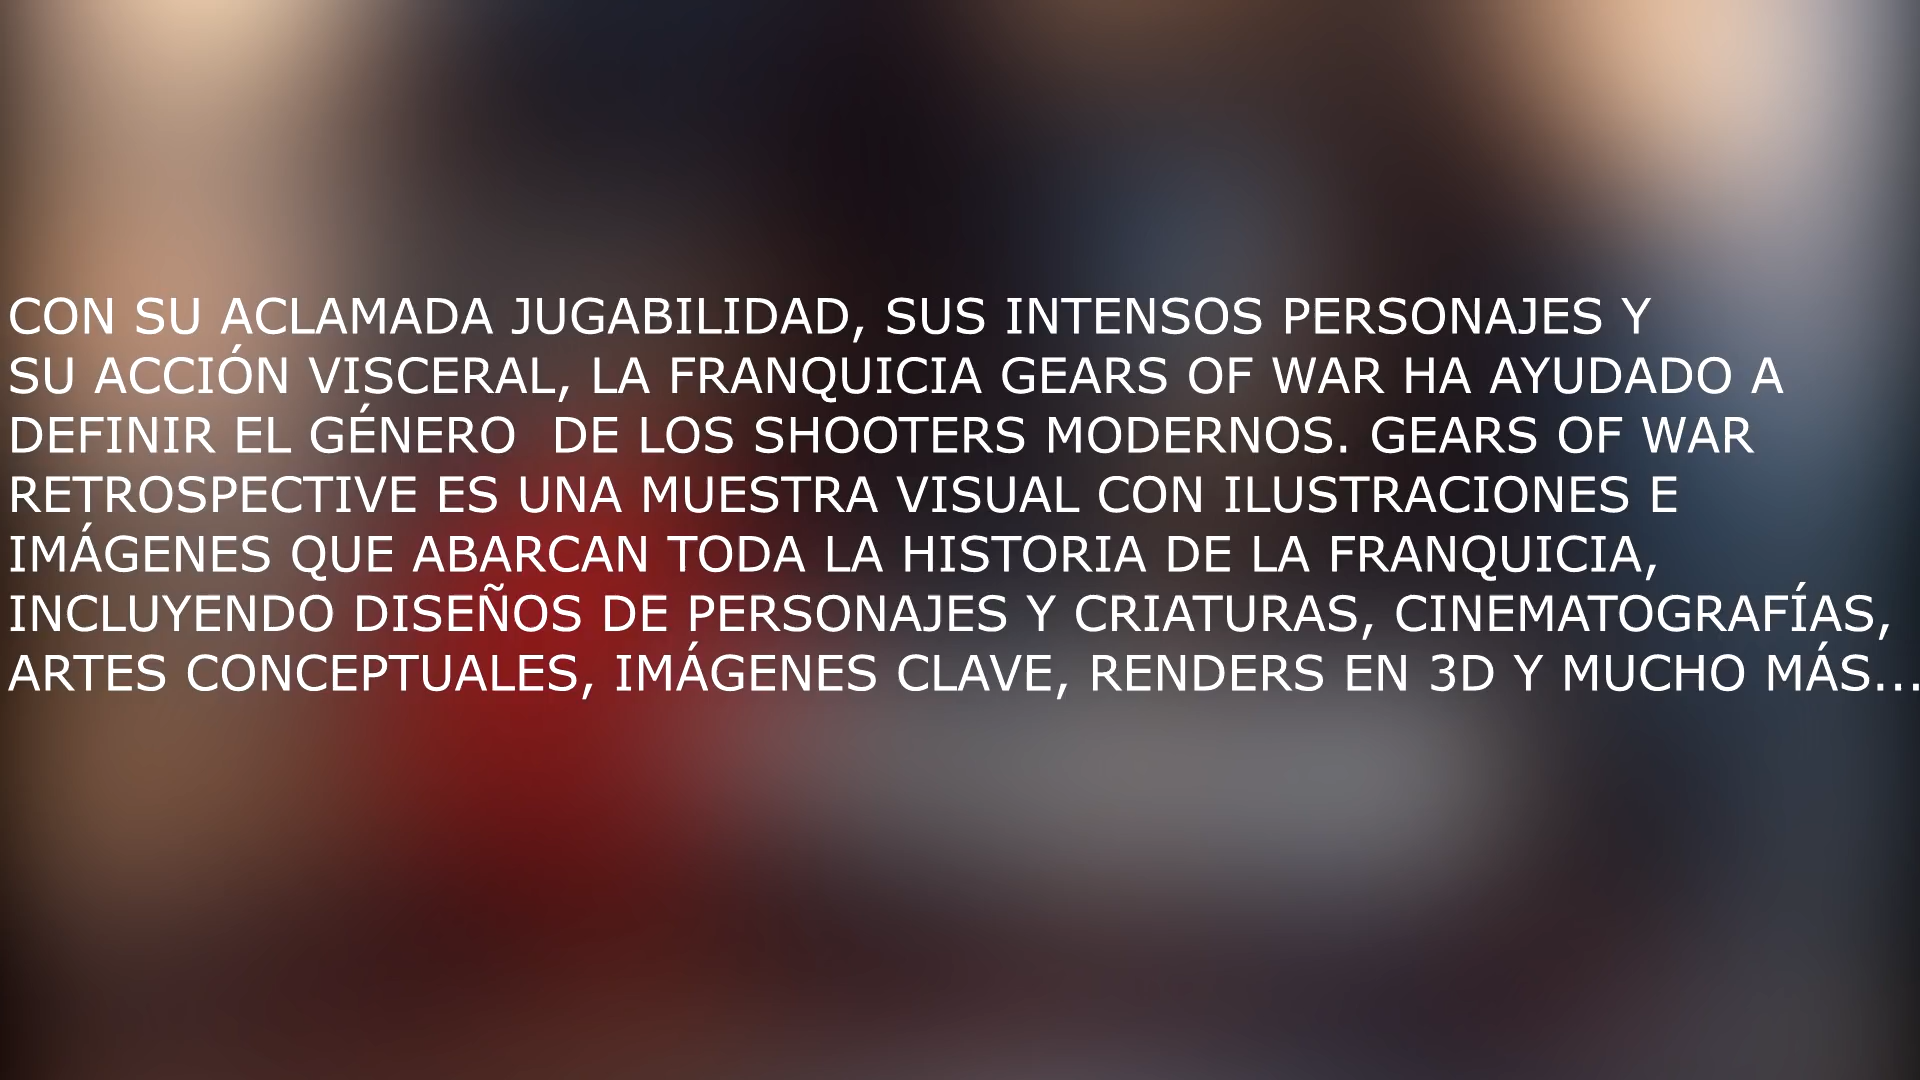 CON SU ACLAMADA JUGABILIDAD, SUS INTENSOS PERSONAJES Y
SU ACCIÓN VISCERAL, LA FRANQUICIA GEARS OF WAR HA AYUDADO A
DEFINIR EL GÉNERO  DE LOS SHOOTERS MODERNOS. GEARS OF WAR
RETROSPECTIVE ES UNA MUESTRA VISUAL CON ILUSTRACIONES E
IMÁGENES QUE ABARCAN TODA LA HISTORIA DE LA FRANQUICIA,
INCLUYENDO DISEÑOS DE PERSONAJES Y CRIATURAS, CINEMATOGRAFÍAS,
ARTES CONCEPTUALES, IMÁGENES CLAVE, RENDERS EN 3D Y MUCHO MÁS...